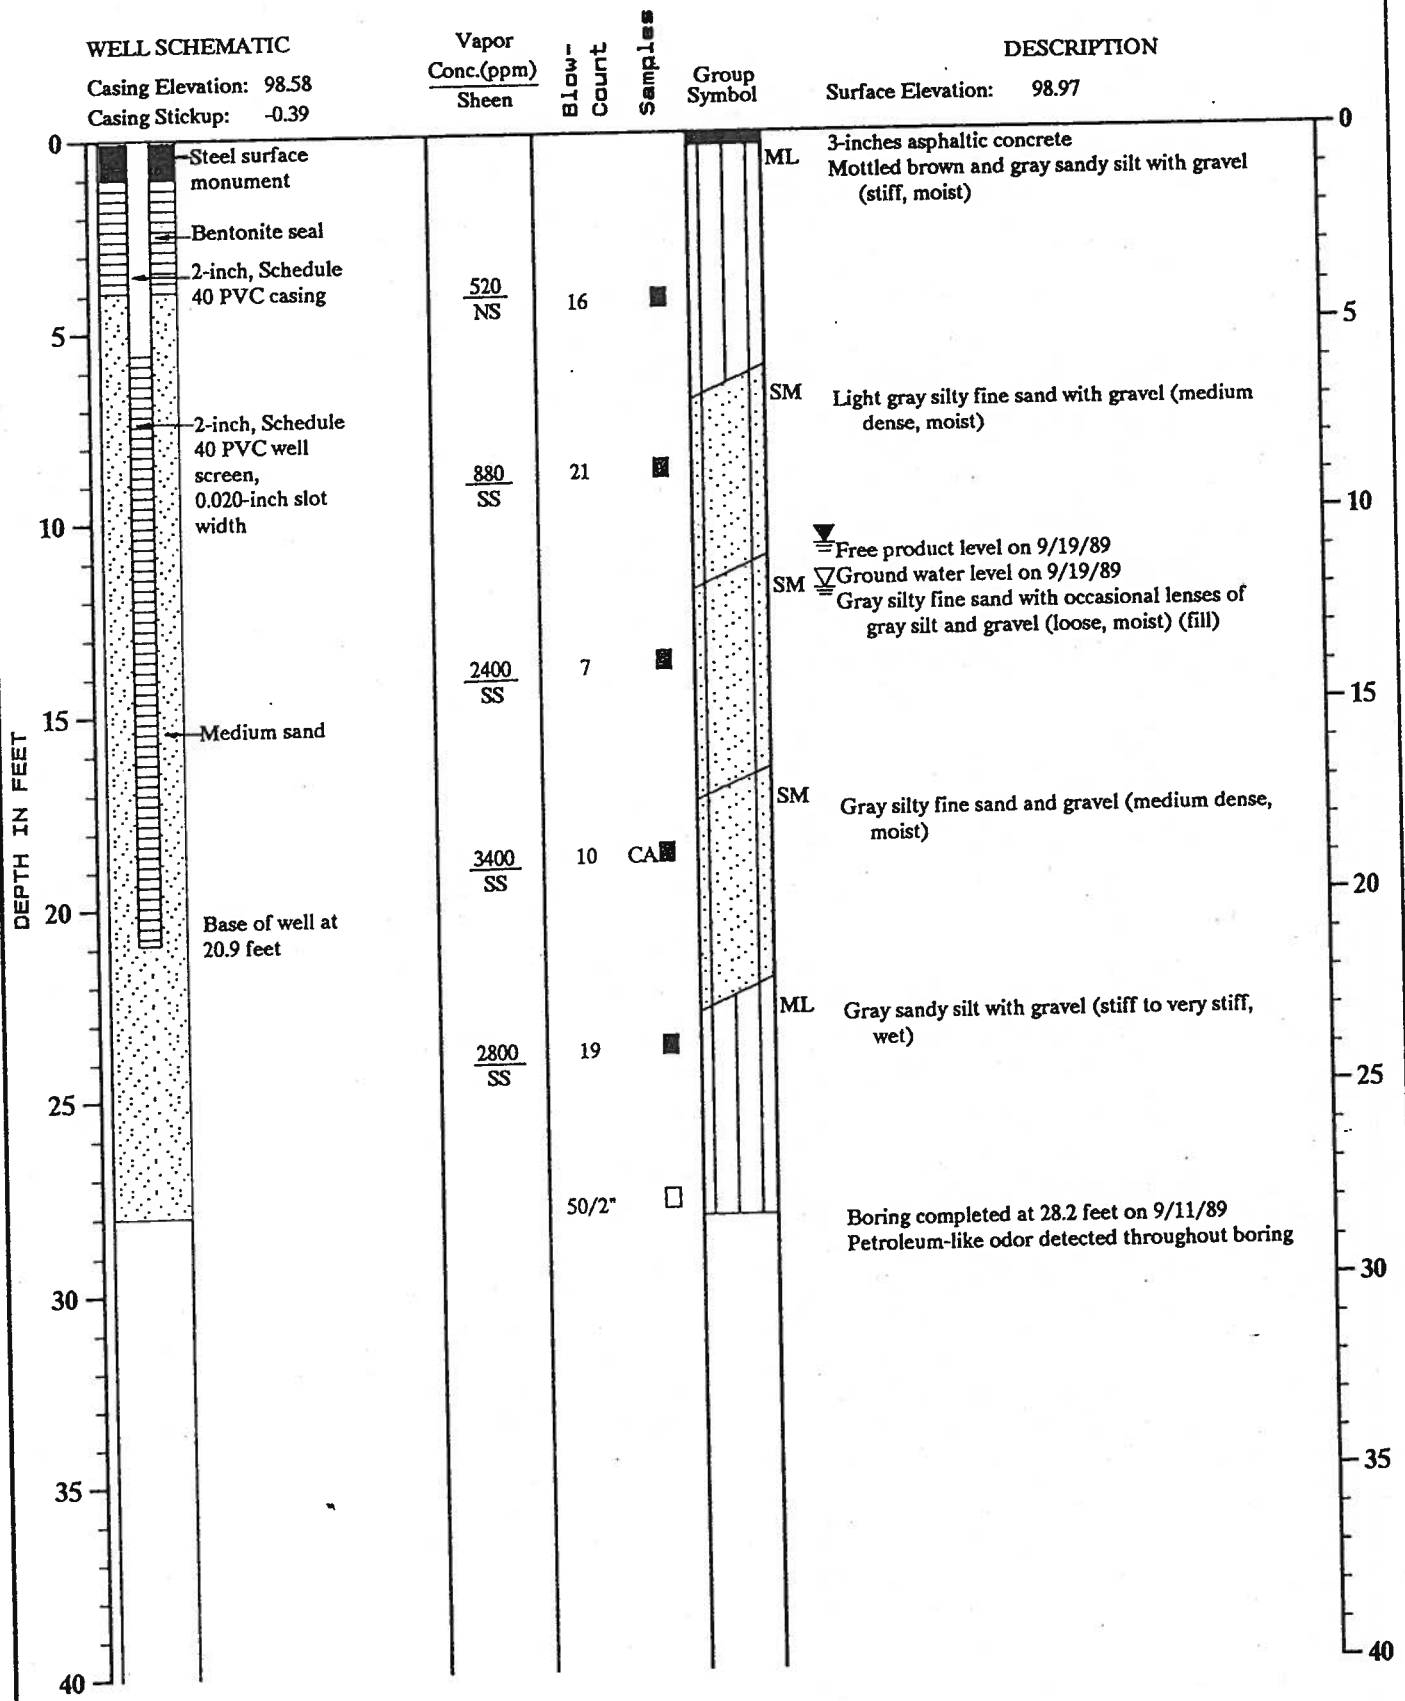 WELL SCHEMATIC
Casing Elevation: 98.58
Casing Stickup: -0.39
Vapor
Conc.(ppm)
Sheen
Blow-
Count
Samples
Group
Symbol
DESCRIPTION
Surface Elevation: 98.97
DEPTH IN FEET
0
5
10
15
20
25
30
35
40
Steel surface
monument
Bentonite seal
2-inch, Schedule
40 PVC casing
2-inch, Schedule
40 PVC well
screen,
0.020-inch slot
width
Medium sand
Base of well at
20.9 feet
520
NS
16
880
SS
21
2400
SS
7
3400
SS
10 CA
2800
SS
19
50/2"
ML
3-inches asphaltic concrete
Mottled brown and gray sandy silt with gravel
(stiff, moist)
SM
Light gray silty fine sand with gravel (medium
dense, moist)
Free product level on 9/19/89
SM
Ground water level on 9/19/89
Gray silty fine sand with occasional lenses of
gray silt and gravel (loose, moist) (fill)
SM
Gray silty fine sand and gravel (medium dense,
moist)
ML
Gray sandy silt with gravel (stiff to very stiff,
wet)
Boring completed at 28.2 feet on 9/11/89
Petroleum-like odor detected throughout boring
0
5
10
15
20
25
30
35
40